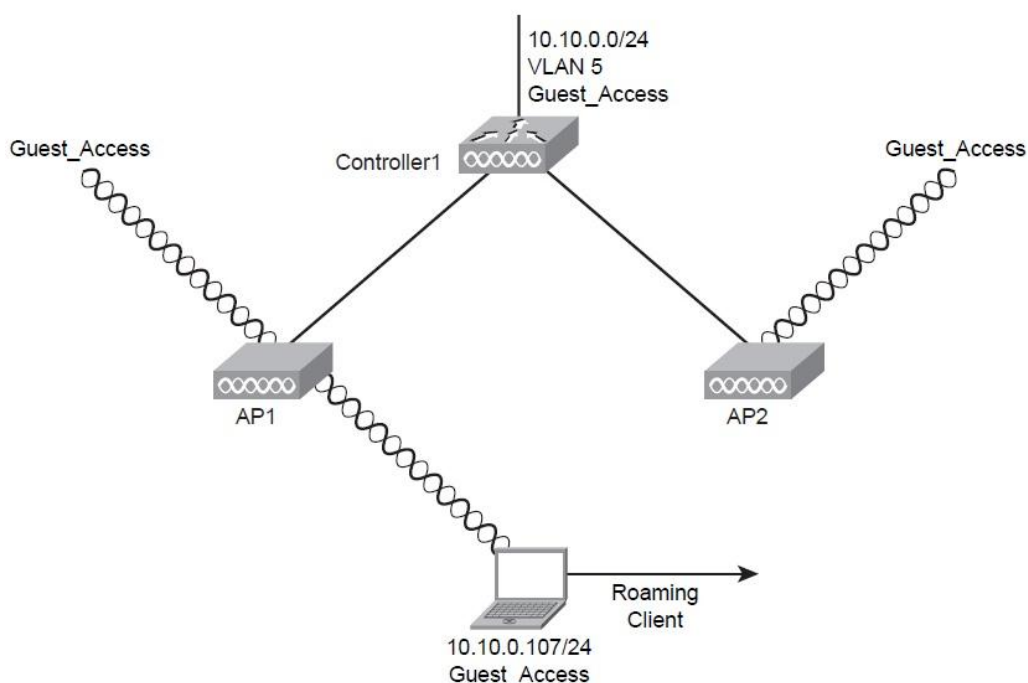 10.10.0.0/24
VLAN 5
Guest_Access
Guest_Access
Controller1
Guest_Access
AP1
AP2
Roaming
Client
10.10.0.107/24
Guest_Access